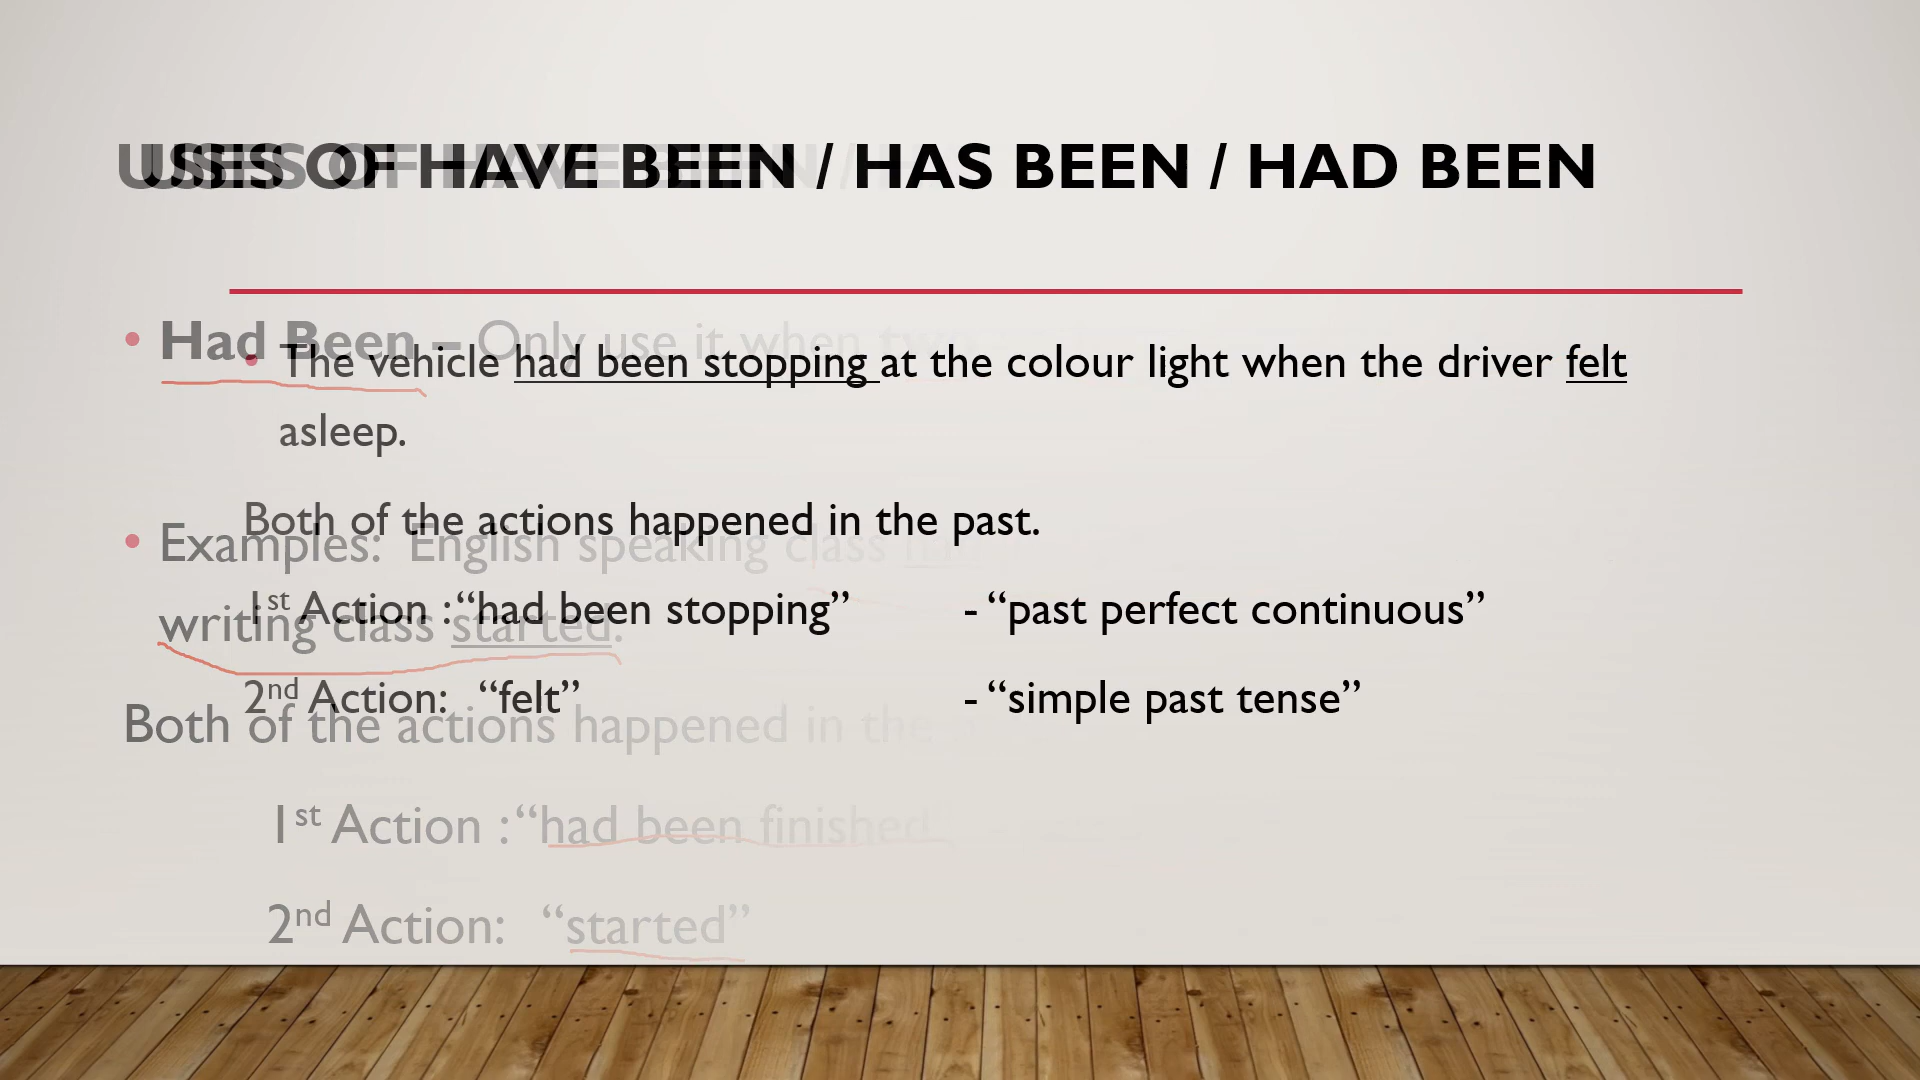 USES OF HAVE BEEN / HAS BEEN / HAD BEEN
• Had Been – Only use it when two
• The vehicle had been stopping at the colour light when the driver felt
asleep.
Both of the actions happened in the past.
• Examples: English speaking class
1st Action : “had been stopping” - “past perfect continuous”
writing class started.
2nd Action: “felt” - “simple past tense”
Both of the actions happened in the
1st Action : “had been finished
2nd Action: “started”